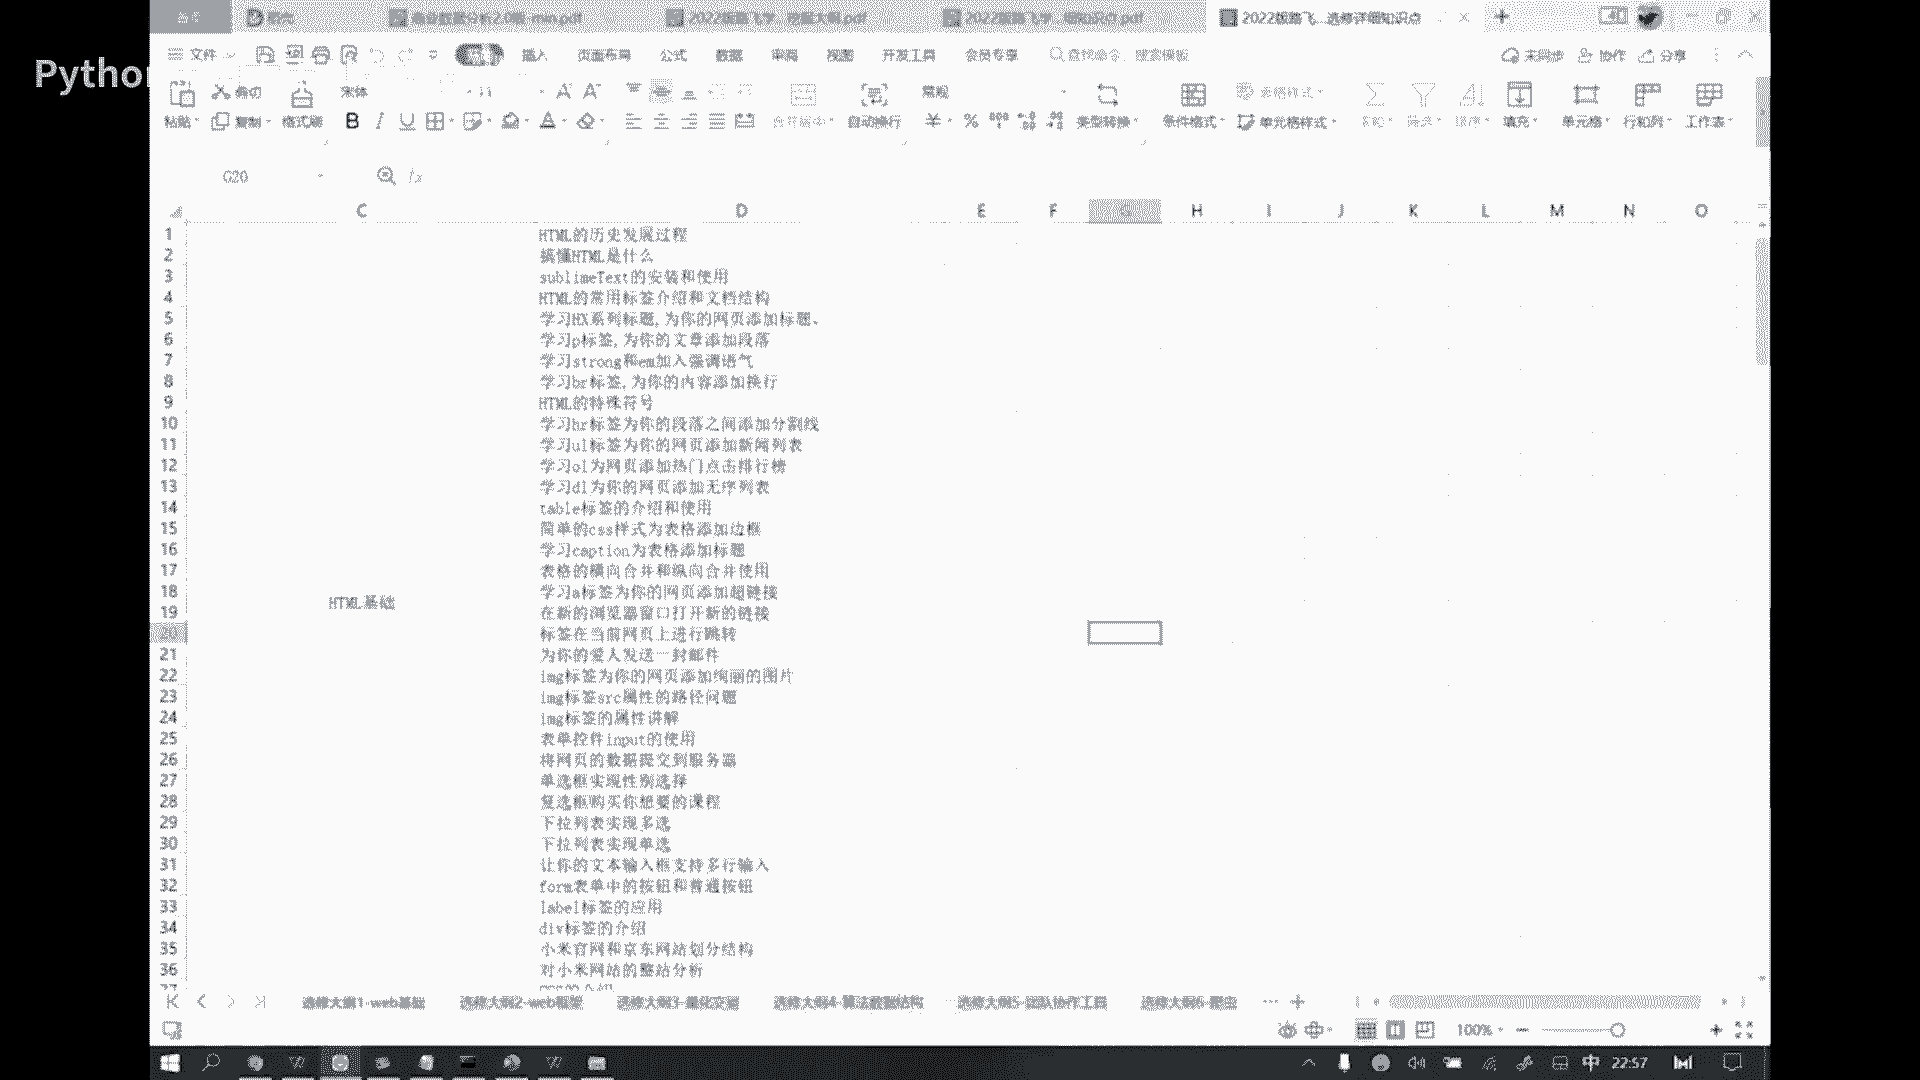 Python
商业数据分析2.0版-min.pdf
2022版路飞学...挖掘大纲.pdf
2022版路飞学...细知识点.pdf
2022版路飞...选修详细知识点
文件
插入
页面布局
公式
数据
审阅
视图
开发工具
会员专享
查找命令、搜索模板
未同步
协作
分享
粘贴
剪切
复制
格式刷
宋体
11
B I U A
自动换行
常规
类型转换
条件格式
表格样式
单元格样式
填充
单元格
行和列
工作表
G20
fx
C D E F G H I J K L M N O
HTML基础
1 HTML的历史发展过程
2 搞懂HTML是什么
3 sublimeText的安装和使用
4 HTML的常用标签介绍和文档结构
5 学习HX系列标题,为你的网页添加标题、
6 学习p标签,为你的文章添加段落
7 学习strong和em加入强调语气
8 学习br标签,为你的内容添加换行
9 HTML的特殊符号
10 学习hr标签为你的段落之间添加分割线
11 学习ul标签为你的网页添加新闻列表
12 学习ol为网页添加热门点击排行榜
13 学习dl为你的网页添加无序列表
14 table标签的介绍和使用
15 简单的css样式为表格添加边框
16 学习caption为表格添加标题
17 表格的横向合并和纵向合并使用
18 学习a标签为你的网页添加超链接
19 在新的浏览器窗口打开新的链接
20 标签在当前网页上进行跳转
21 为你的爱人发送一封邮件
22 img标签为你的网页添加绚丽的图片
23 img标签src属性的路径问题
24 img标签的属性讲解
25 表单控件input的使用
26 将网页的数据提交到服务器
27 单选框实现性别选择
28 复选框购买你想要的课程
29 下拉列表实现多选
30 下拉列表实现单选
31 让你的文本输入框支持多行输入
32 form表单中的按钮和普通按钮
33 label标签的应用
34 div标签的介绍
35 小米官网和京东网站划分结构
36 对小米网站的整站分析
选修大纲1-web基础
选修大纲2-web框架
选修大纲3-量化交易
选修大纲4-算法数据结构
选修大纲5-团队协作工具
选修大纲6-爬虫
100%
中
22:57